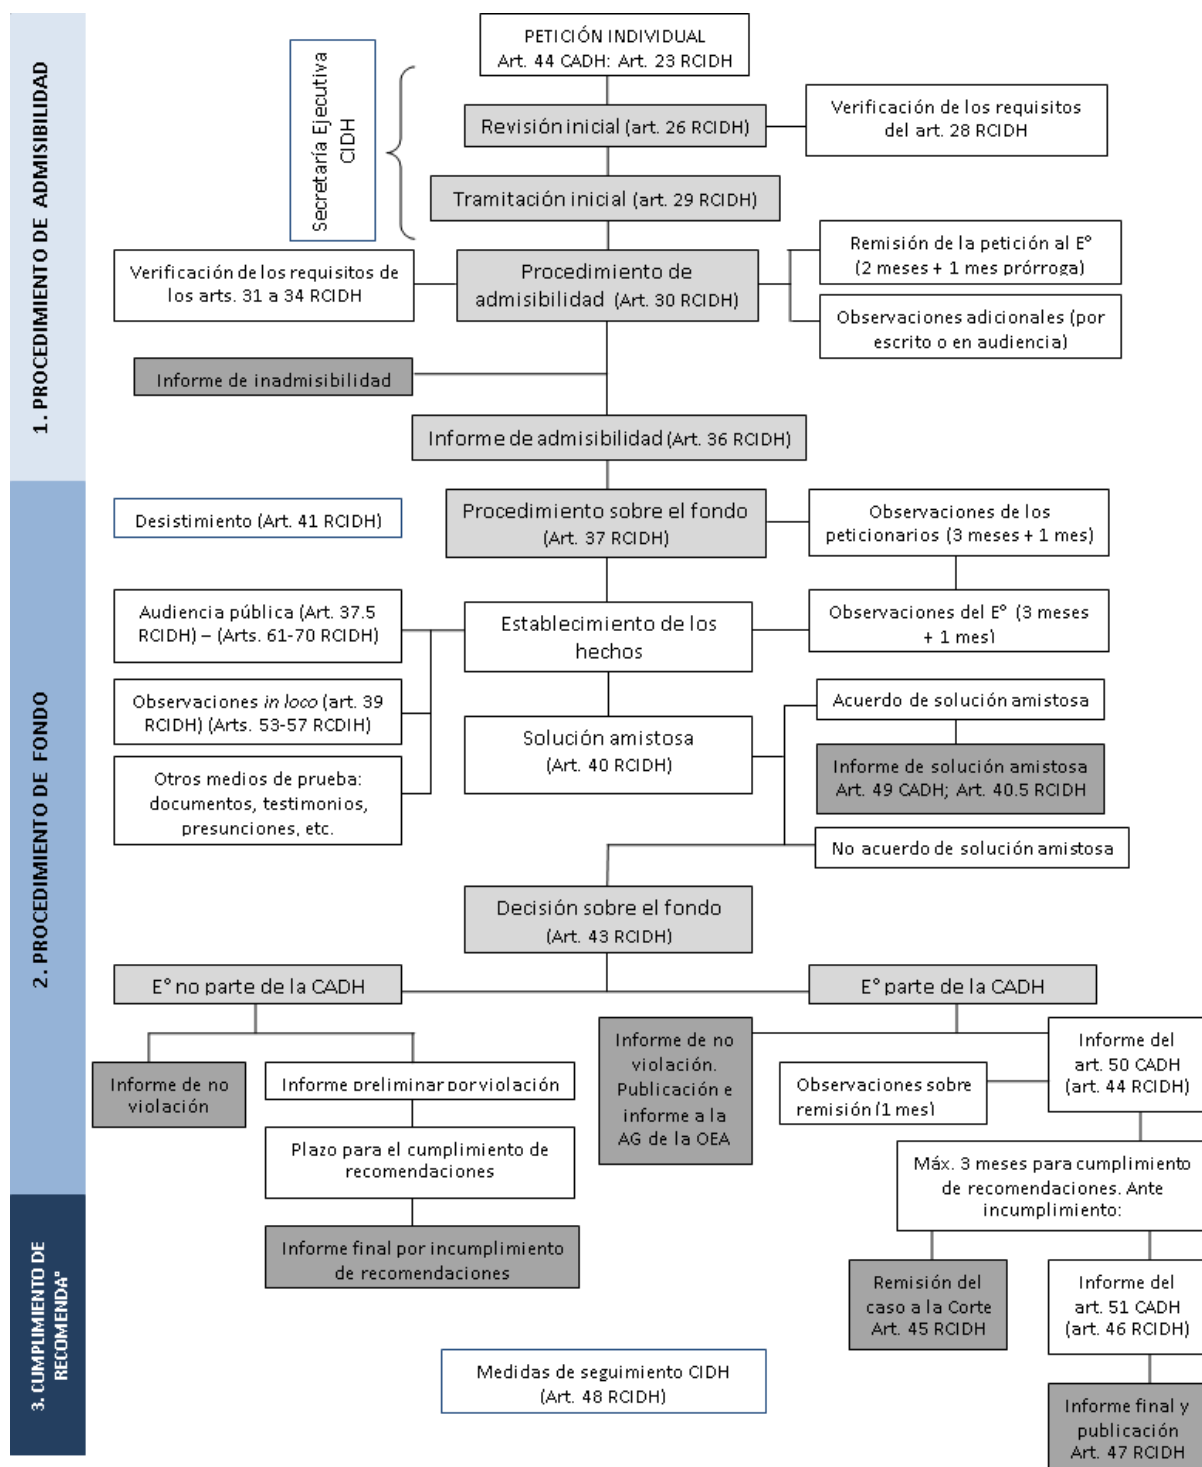 PETICIÓN INDIVIDUAL
Art. 44 CADH: Art. 23 RCIDH
Secretaría Ejecutiva
CIDH
1. PROCEDIMIENTO DE ADMISIBILIDAD
Revisión inicial (art. 26 RCIDH)
Verificación de los requisitos
del art. 28 RCIDH
Tramitación inicial (art. 29 RCIDH)
Verificación de los requisitos de
los arts. 31 a 34 RCIDH
Procedimiento de
admisibilidad (Art. 30 RCIDH)
Remisión de la petición al E°
(2 meses + 1 mes prórroga)
Observaciones adicionales (por
escrito o en audiencia)
Informe de inadmisibilidad
Informe de admisibilidad (Art. 36 RCIDH)
2. PROCEDIMIENTO DE FONDO
Desistimiento (Art. 41 RCIDH)
Procedimiento sobre el fondo
(Art. 37 RCIDH)
Observaciones de los
peticionarios (3 meses + 1 mes)
Audiencia pública (Art. 37.5
RCIDH) – (Arts. 61-70 RCIDH)
Establecimiento de los
hechos
Observaciones del E° (3 meses
+ 1 mes)
Observaciones in loco (art. 39
RCIDH) (Arts. 53-57 RCDIH)
Solución amistosa
(Art. 40 RCIDH)
Acuerdo de solución amistosa
Informe de solución amistosa
Art. 49 CADH; Art. 40.5 RCIDH
Otros medios de prueba:
documentos, testimonios,
presunciones, etc.
No acuerdo de solución amistosa
Decisión sobre el fondo
(Art. 43 RCIDH)
E° no parte de la CADH
E° parte de la CADH
Informe de no
violación
Informe preliminar por violación
Plazo para el cumplimiento de
recomendaciones
Informe de no
violación.
Publicación e
informe a la
AG de la OEA
Observaciones sobre
remisión (1 mes)
Informe del
art. 50 CADH
(art. 44 RCIDH)
Máx. 3 meses para cumplimiento
de recomendaciones. Ante
incumplimiento:
3. CUMPLIMIENTO DE
RECOMENDAª
Informe final por incumplimiento
de recomendaciones
Remisión del
caso a la Corte
Art. 45 RCIDH
Informe del
art. 51 CADH
(art. 46 RCIDH)
Medidas de seguimiento CIDH
(Art. 48 RCIDH)
Informe final y
publicación
Art. 47 RCIDH